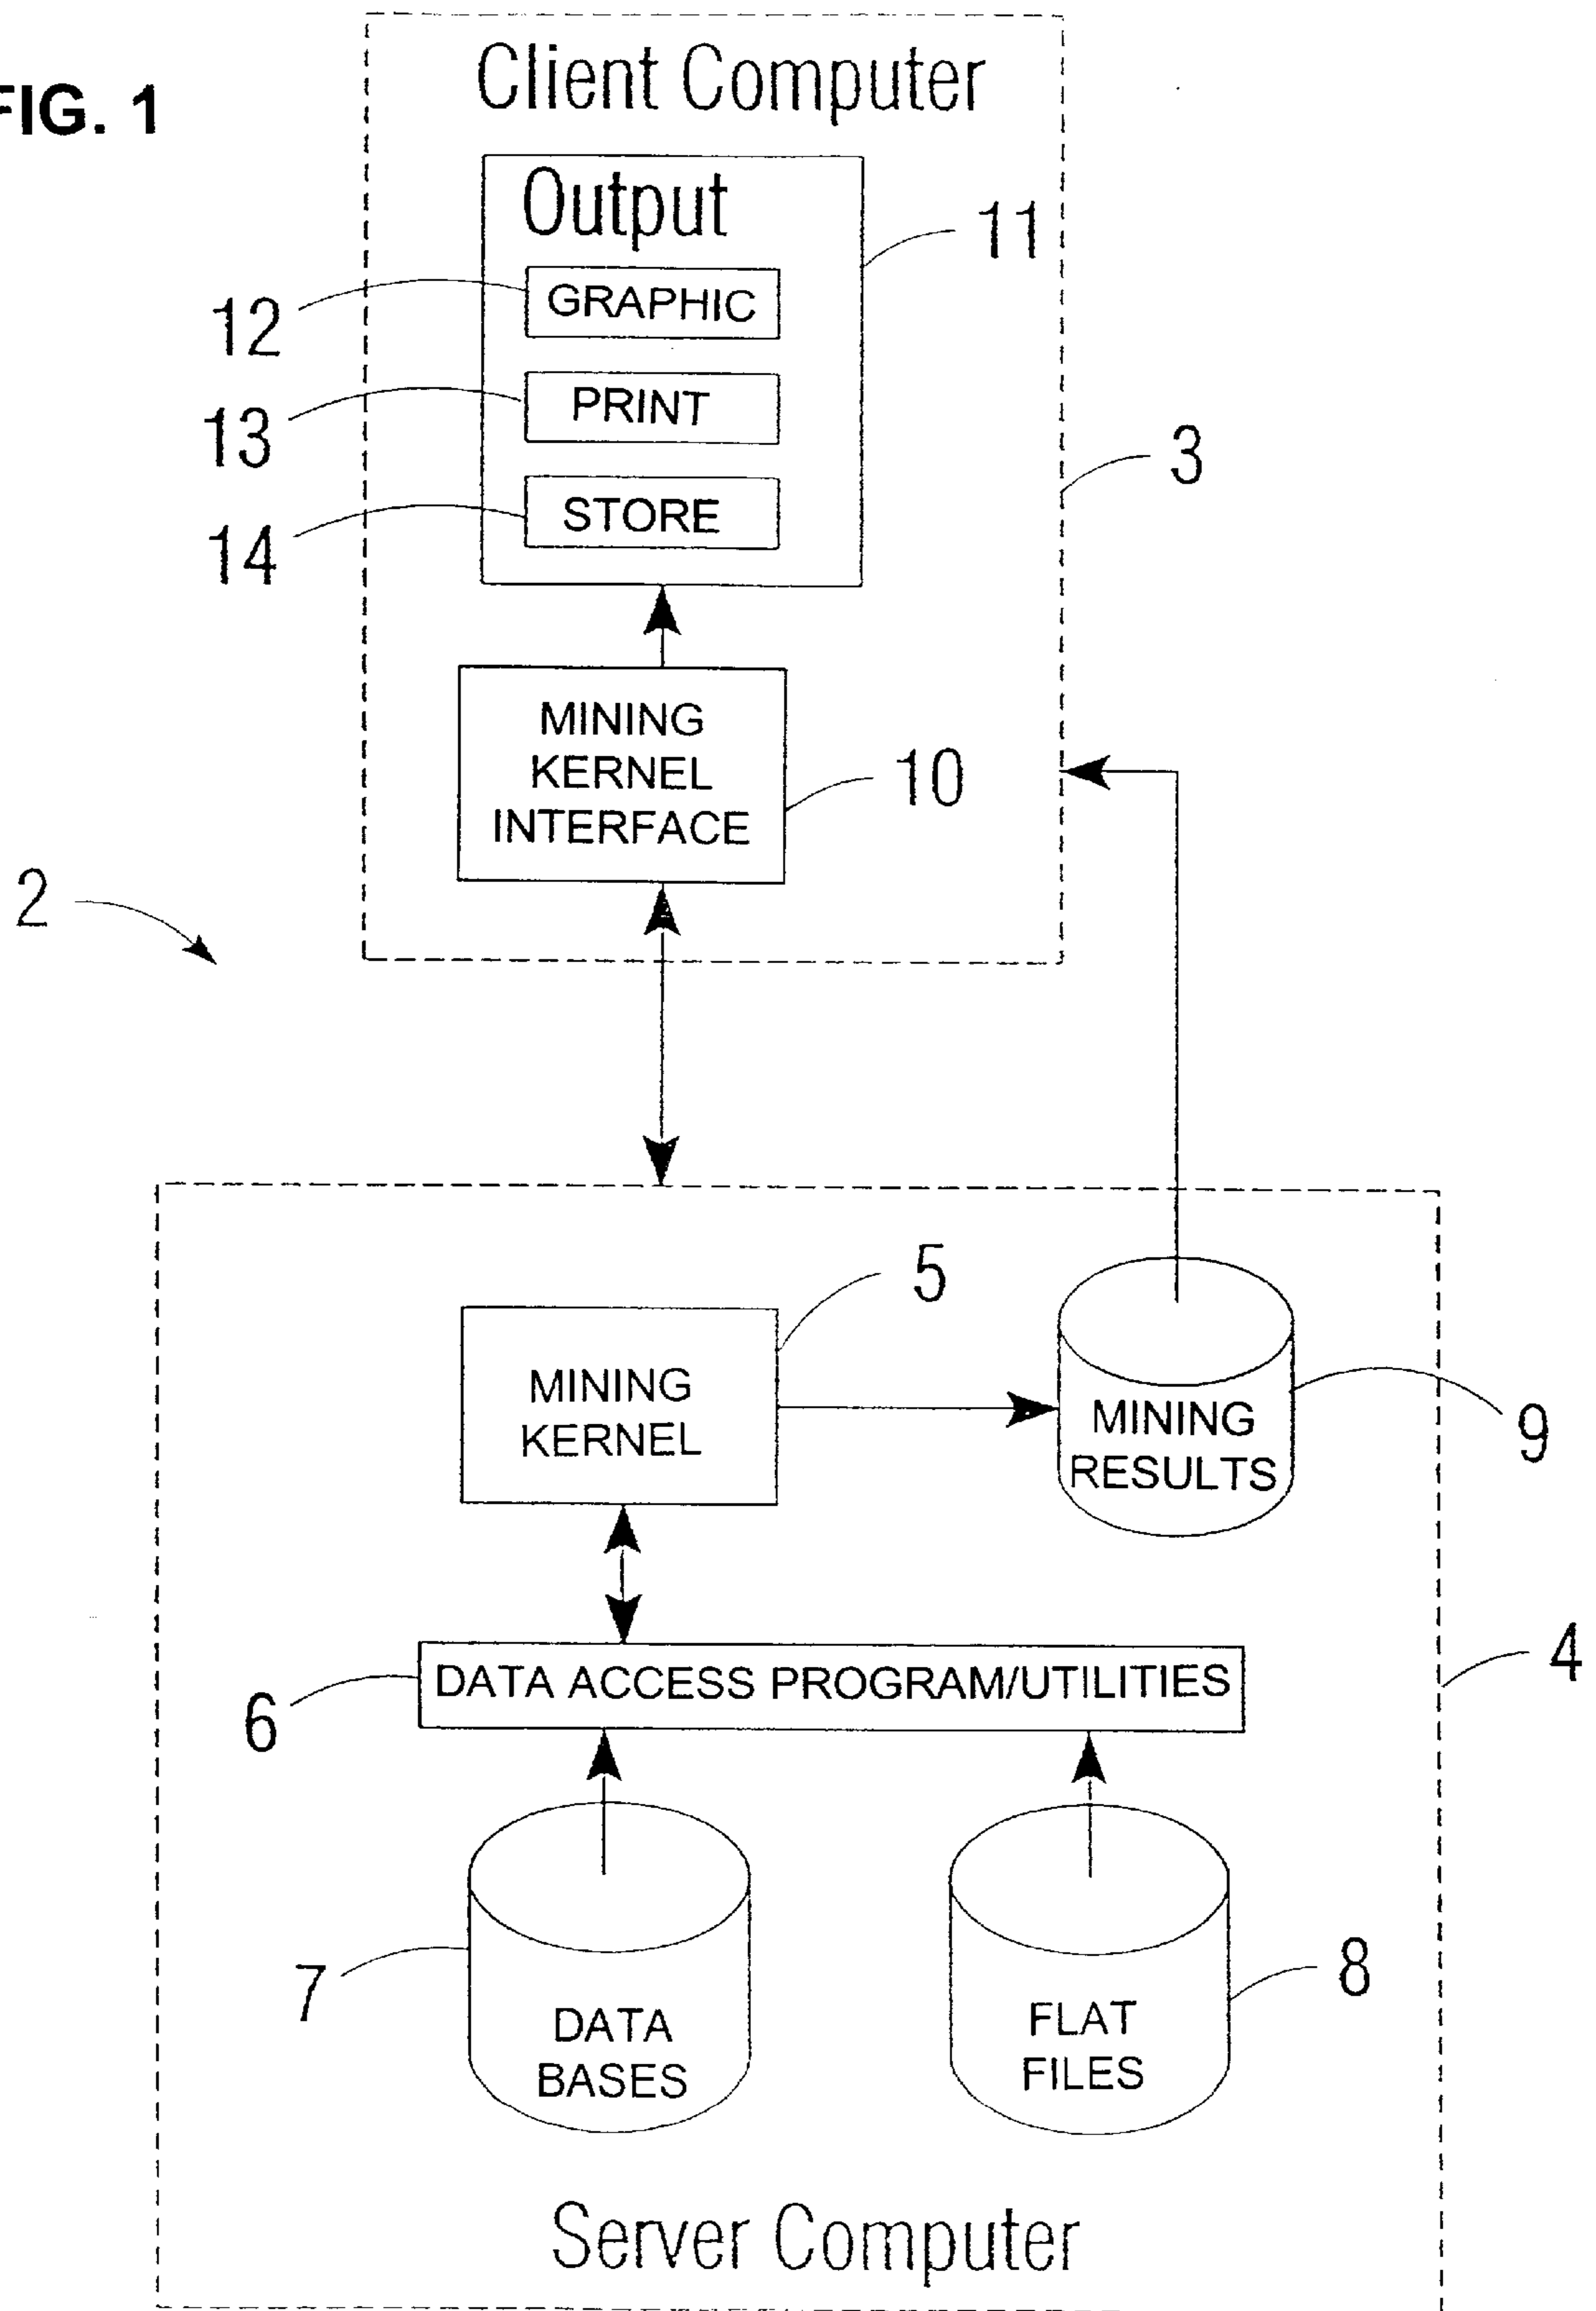 FIG. 1
Client Computer
Output
11
12
GRAPHIC
13
PRINT
3
14
STORE
MINING
KERNEL
INTERFACE
10
2
5
MINING
KERNEL
MINING
RESULTS
9
4
6
DATA ACCESS PROGRAM/UTILITIES
7
DATA
BASES
8
FLAT
FILES
Server Computer